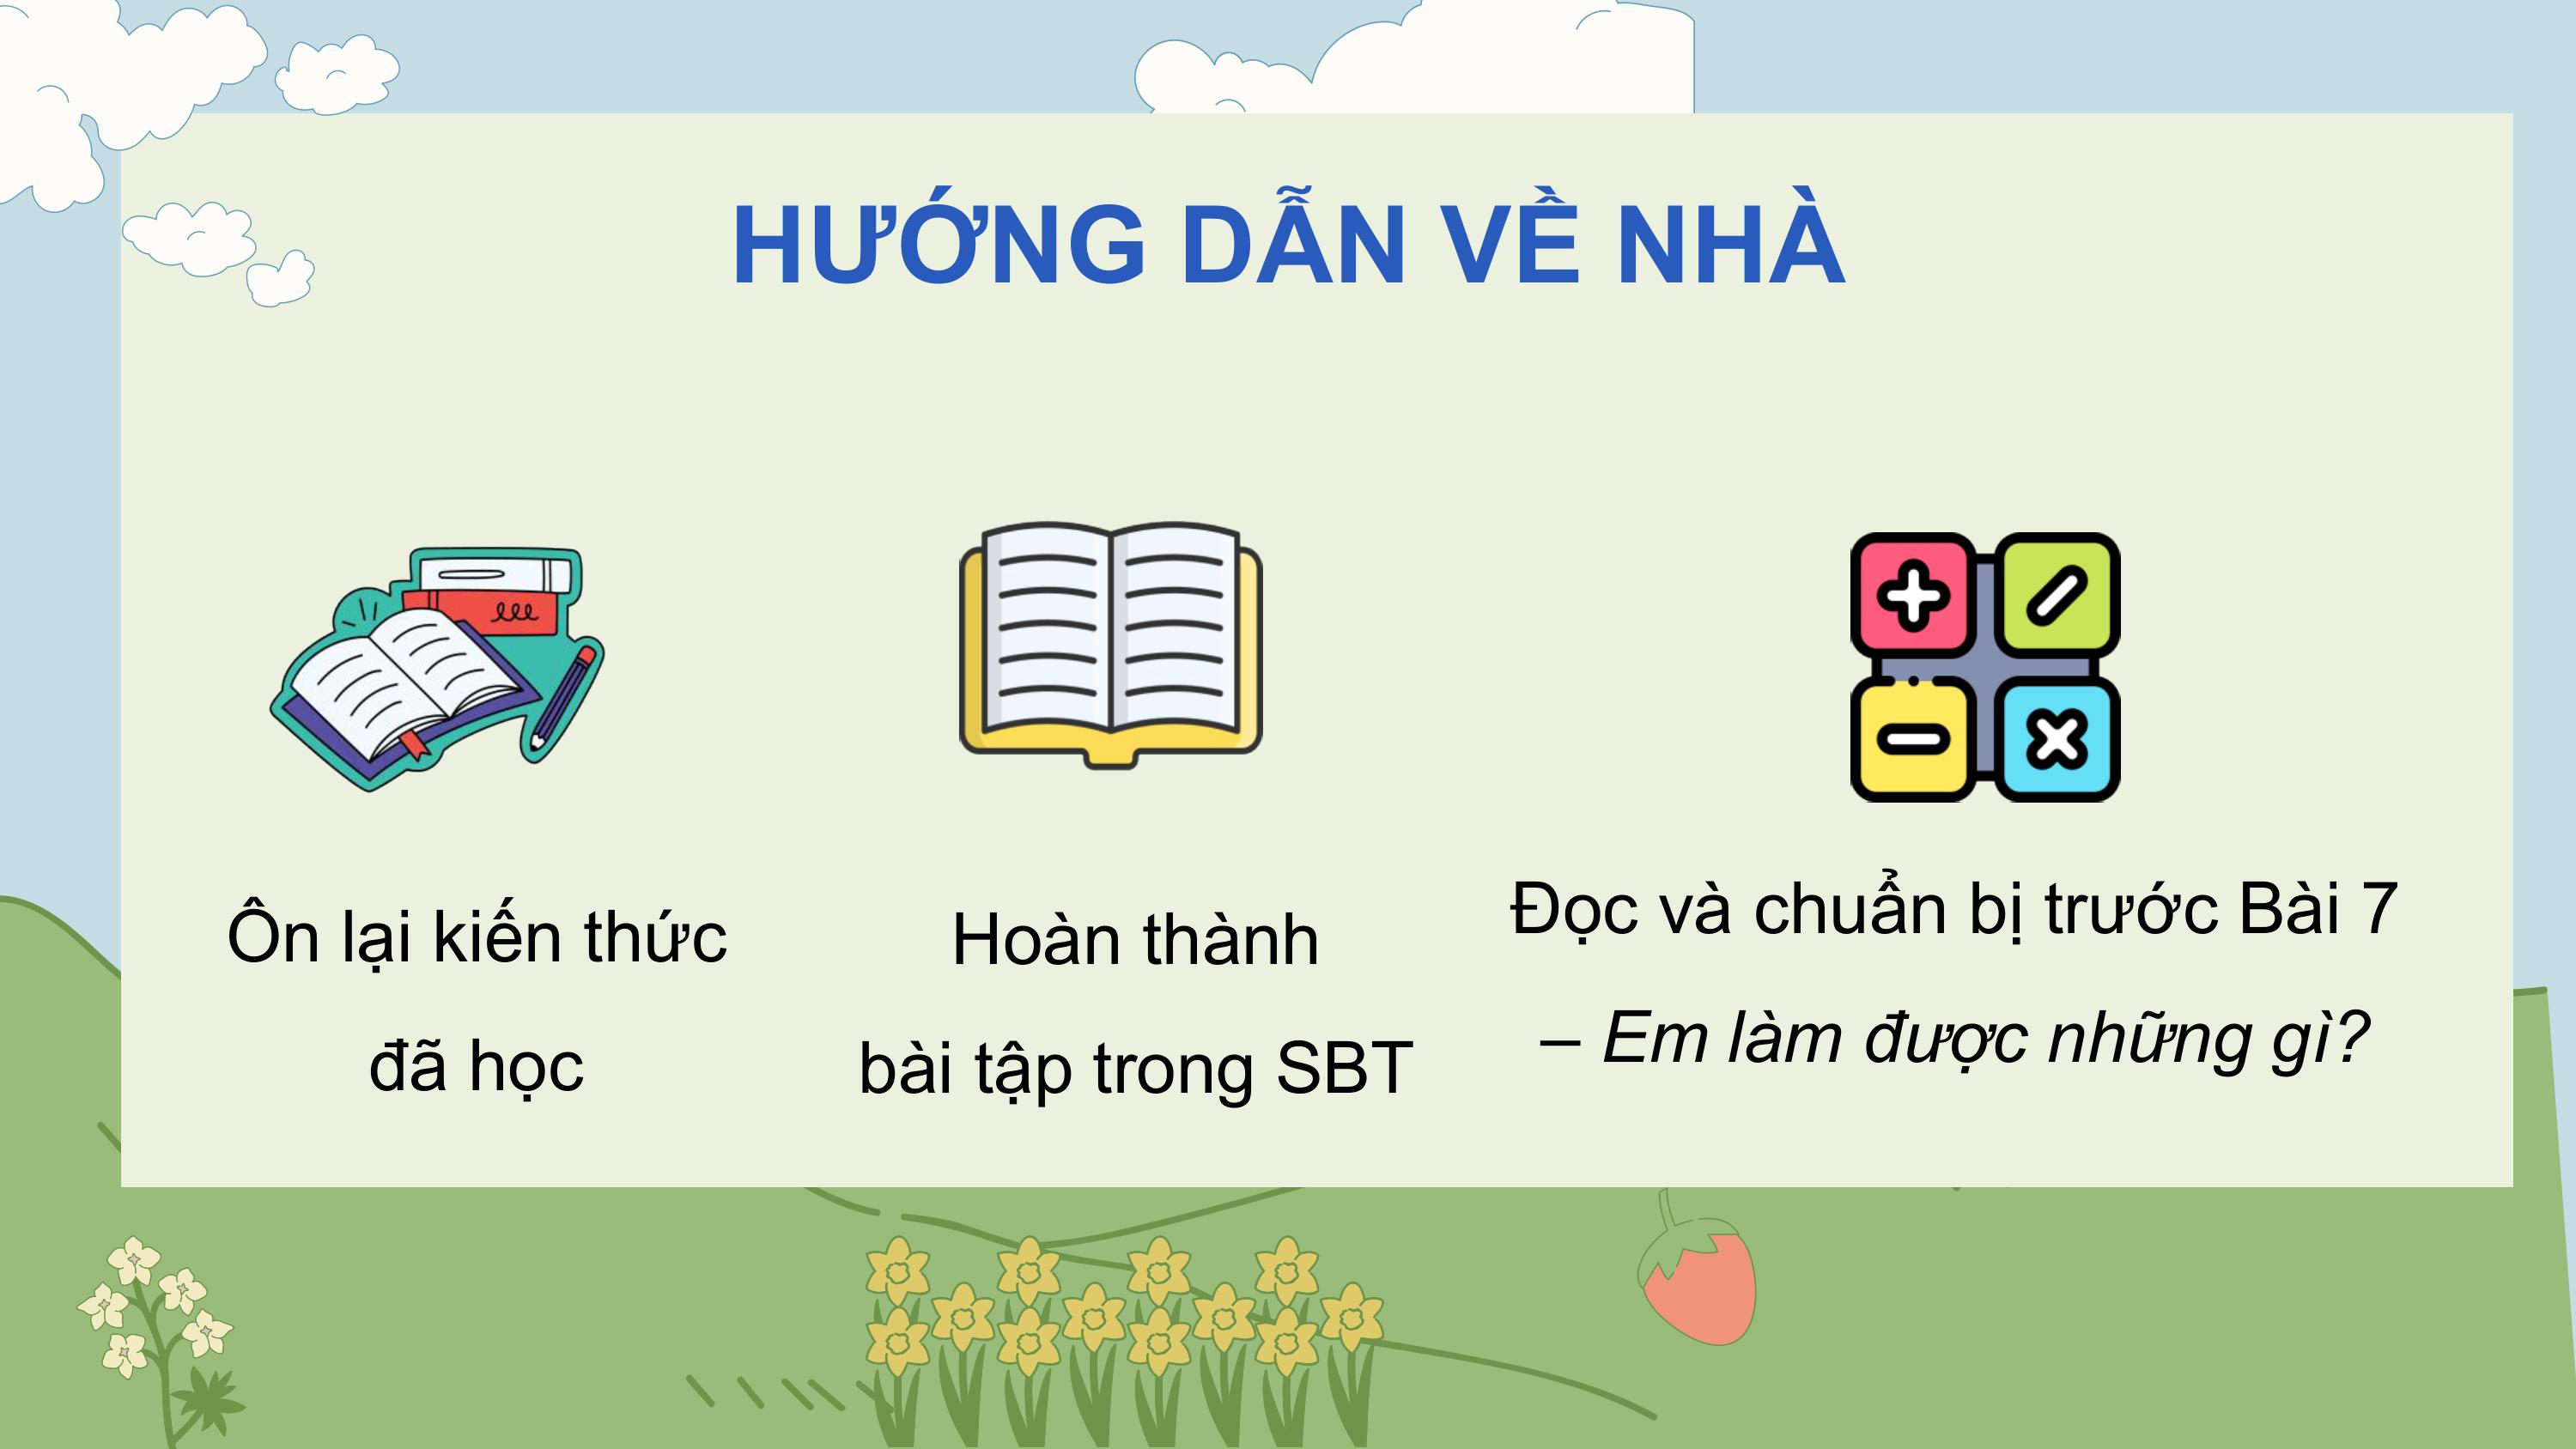 HƯỚNG DẪN VỀ NHÀ
Ôn lại kiến thức
đã học
Hoàn thành
bài tập trong SBT
Đọc và chuẩn bị trước Bài 7
– Em làm được những gì?